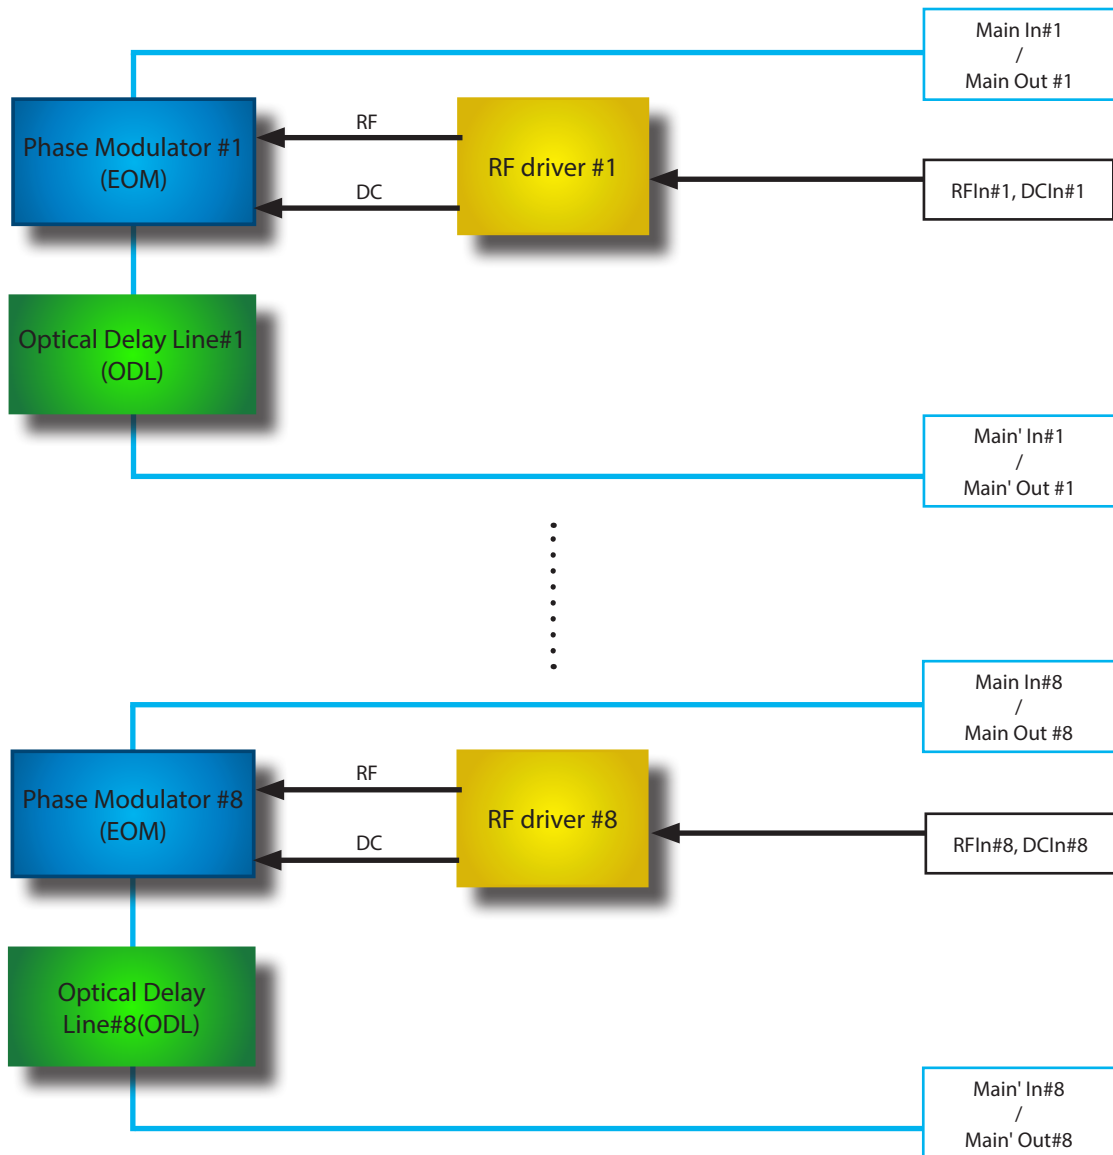 Main In#1
/
Main Out #1
Phase Modulator #1
(EOM)
RF
DC
RF driver #1
RFIn#1, DCIn#1
Optical Delay Line#1
(ODL)
Main' In#1
/
Main' Out #1
Main In#8
/
Main Out #8
Phase Modulator #8
(EOM)
RF
DC
RF driver #8
RFIn#8, DCIn#8
Optical Delay
Line#8(ODL)
Main' In#8
/
Main' Out#8